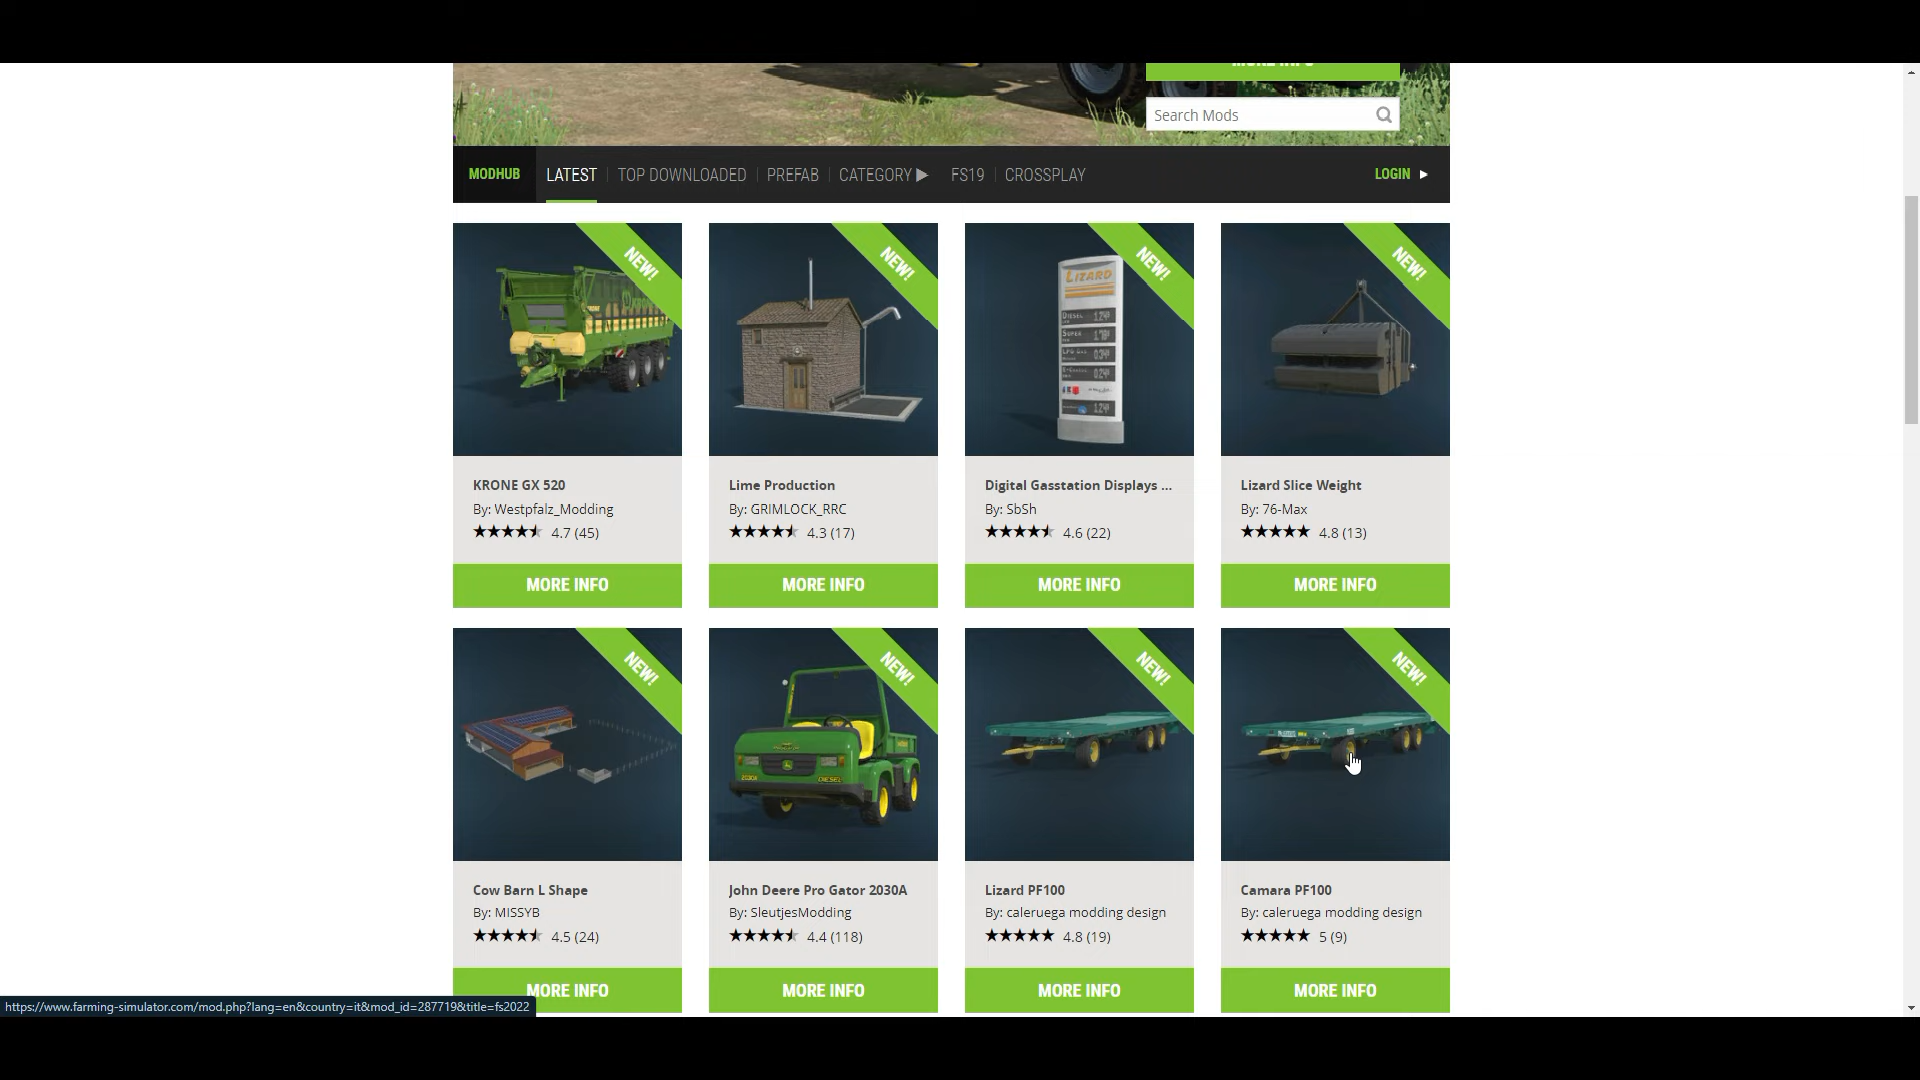 MORE INFO
Search Mods
MODHUB LATEST TOP DOWNLOADED PREFAB CATEGORY ▶ FS19 CROSSPLAY LOGIN ▶
NEW! NEW! NEW! NEW!
LIZARD
DIESEL
SUPER
KRONE GX 520
By: Westpfalz_Modding
★★★★★ 4.7 (45)
MORE INFO
Lime Production
By: GRIMLOCK_RRC
★★★★★ 4.3 (17)
MORE INFO
Digital Gasstation Displays ...
By: SbSh
★★★★★ 4.6 (22)
MORE INFO
Lizard Slice Weight
By: 76-Max
★★★★★ 4.8 (13)
MORE INFO
NEW! NEW! NEW! NEW!
Cow Barn L Shape
By: MISSYB
★★★★★ 4.5 (24)
MORE INFO
John Deere Pro Gator 2030A
By: SleutjesModding
★★★★★ 4.4 (118)
MORE INFO
Lizard PF100
By: caleruega modding design
★★★★★ 4.8 (19)
MORE INFO
Camara PF100
By: caleruega modding design
★★★★★ 5 (9)
MORE INFO
https://www.farming-simulator.com/mod.php?lang=en&country=it&mod_id=287719&title=fs2022